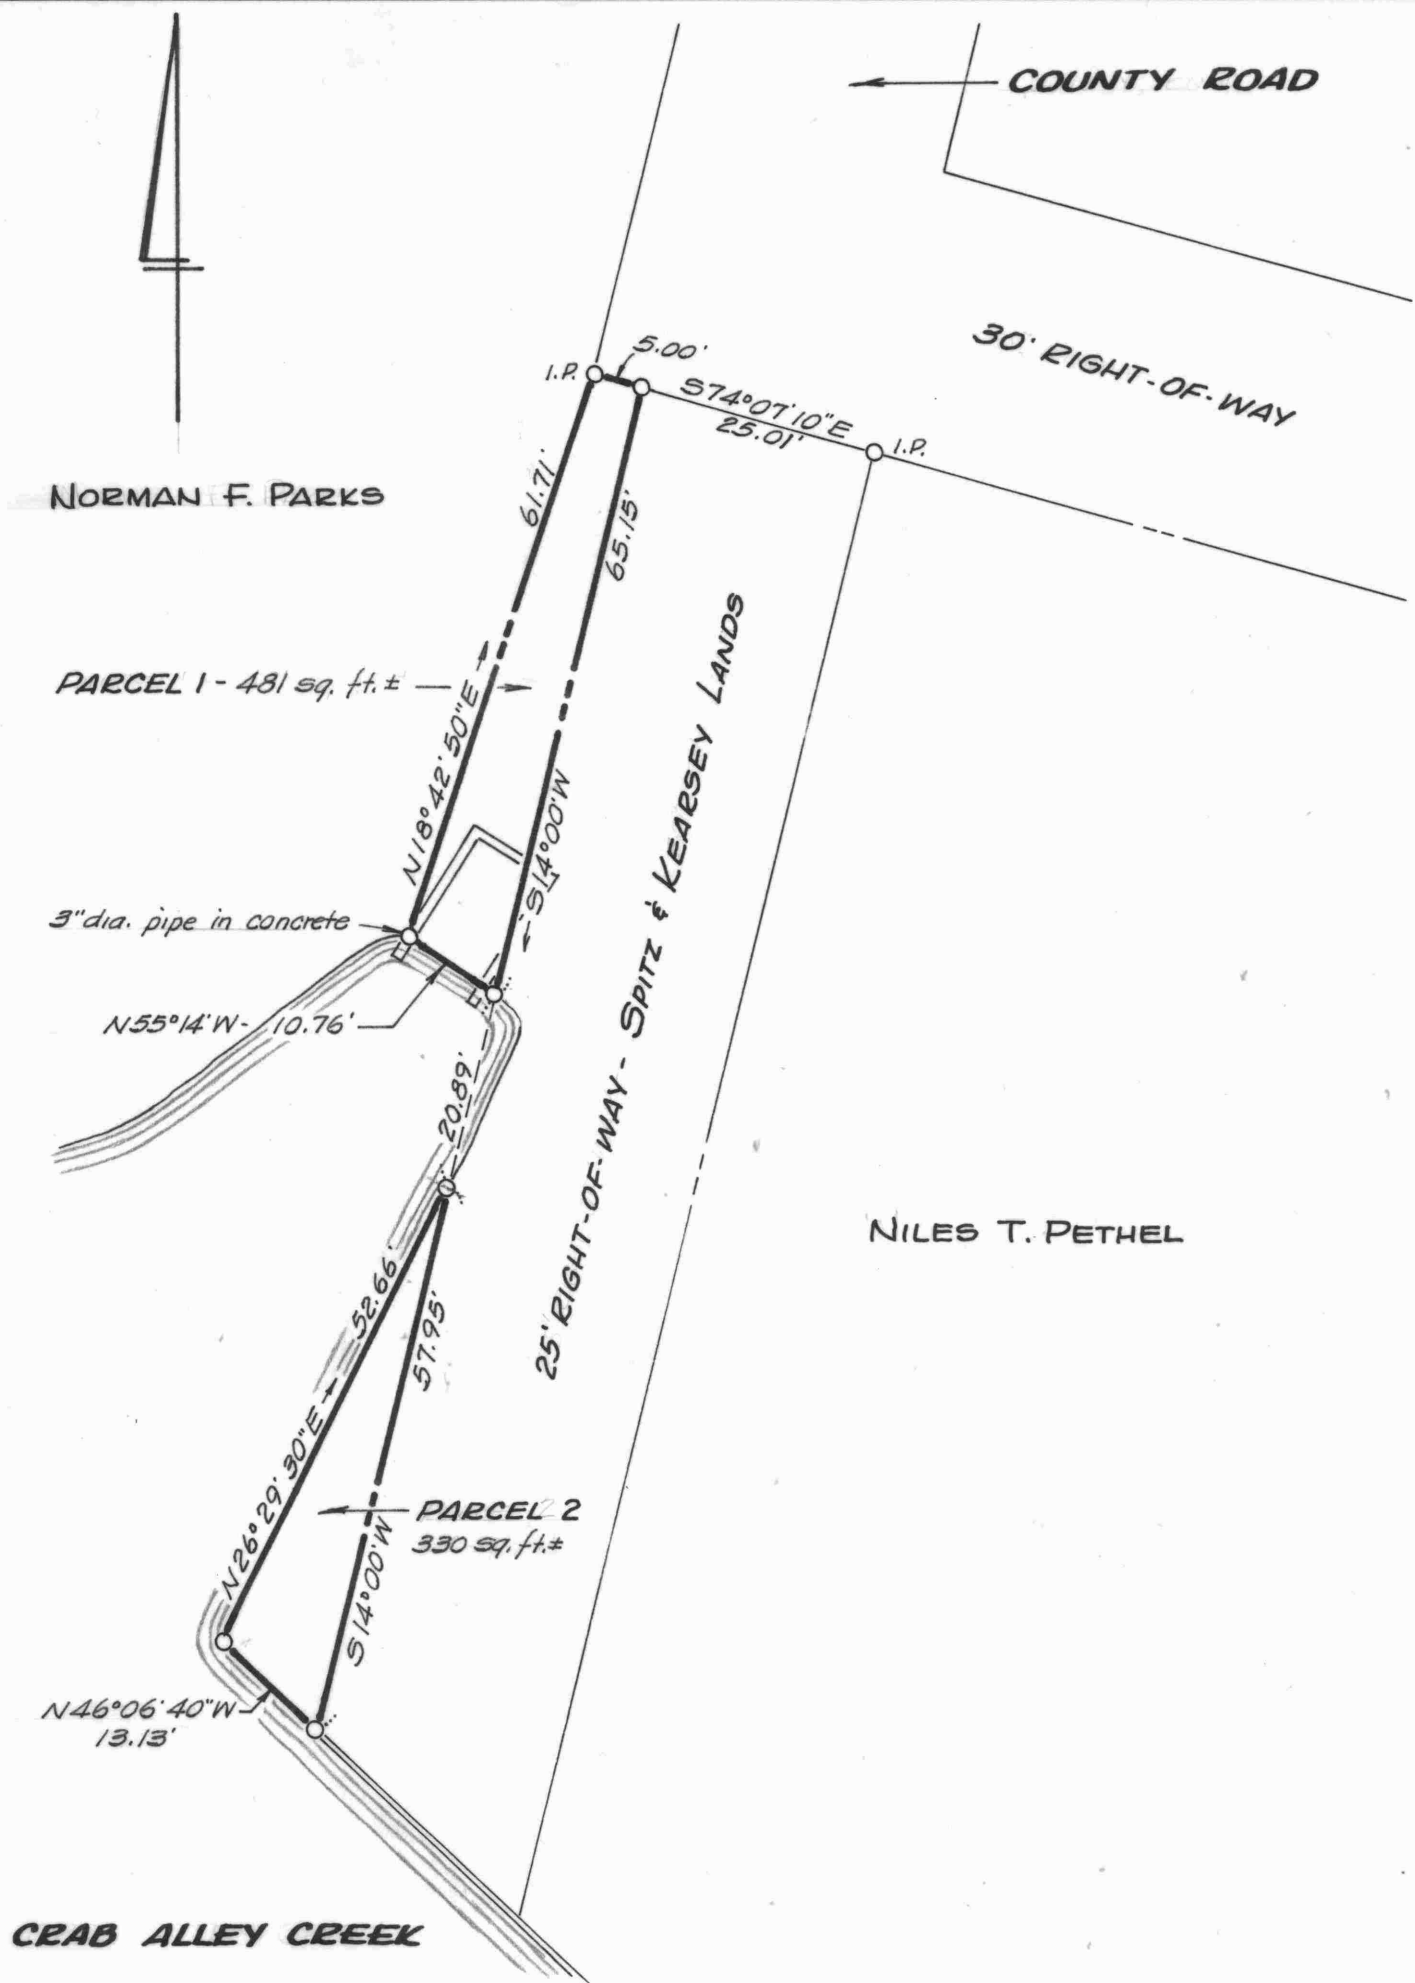 COUNTY ROAD
30' RIGHT-OF-WAY
5.00'
I.P.
S74°07'10"E
25.01'
I.P.
NORMAN F. PARKS
61.71'
65.15'
PARCEL 1 - 481 sq. ft. ±
N18°42'50"E
S14°00'W
3" dia. pipe in concrete
N55°14'W - 10.76'
20.89'
25' RIGHT-OF-WAY - SPITZ & KEARSEY LANDS
NILES T. PETHEL
52.66'
57.95'
N26°29'30"E
PARCEL 2
330 sq. ft. ±
S14°00'W
N46°06'40"W
13.13'
CRAB ALLEY CREEK